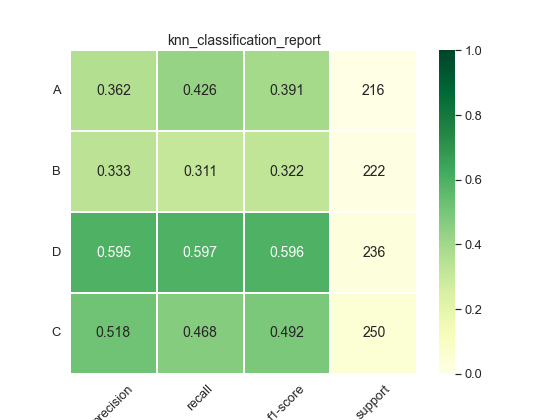 knn_classification_report
A 0.362 0.426 0.391 216
B 0.333 0.311 0.322 222
D 0.595 0.597 0.596 236
C 0.518 0.468 0.492 250
recall f1-score support
1.0
0.8
0.6
0.4
0.2
0.0